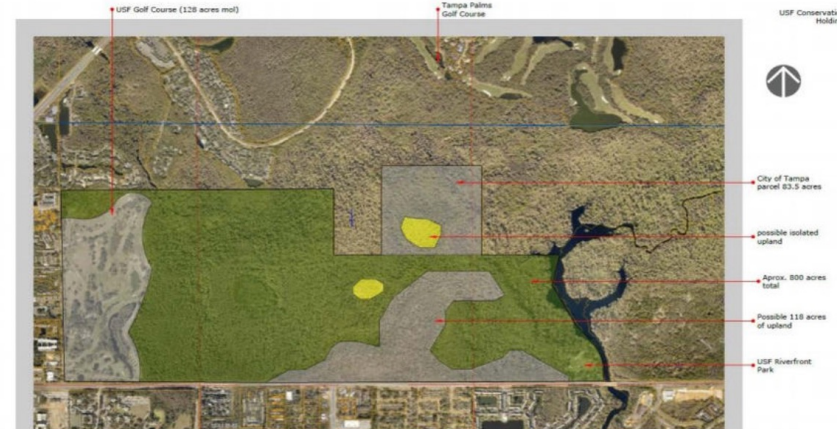 USF Golf Course (128 acres mol)
Tampa Palms
Golf Course
USF Conservati
Holdin
City of Tampa
parcel 83.5 acres
possible isolated
upland
Aprox. 800 acres
total
Possible 118 acres
of upland
USF Riverfront
Park